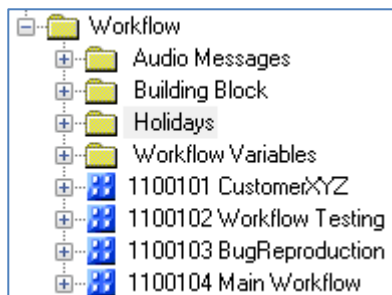 Workflow
Audio Messages
Building Block
Holidays
Workflow Variables
1100101 CustomerXYZ
1100102 Workflow Testing
1100103 BugReproduction
1100104 Main Workflow